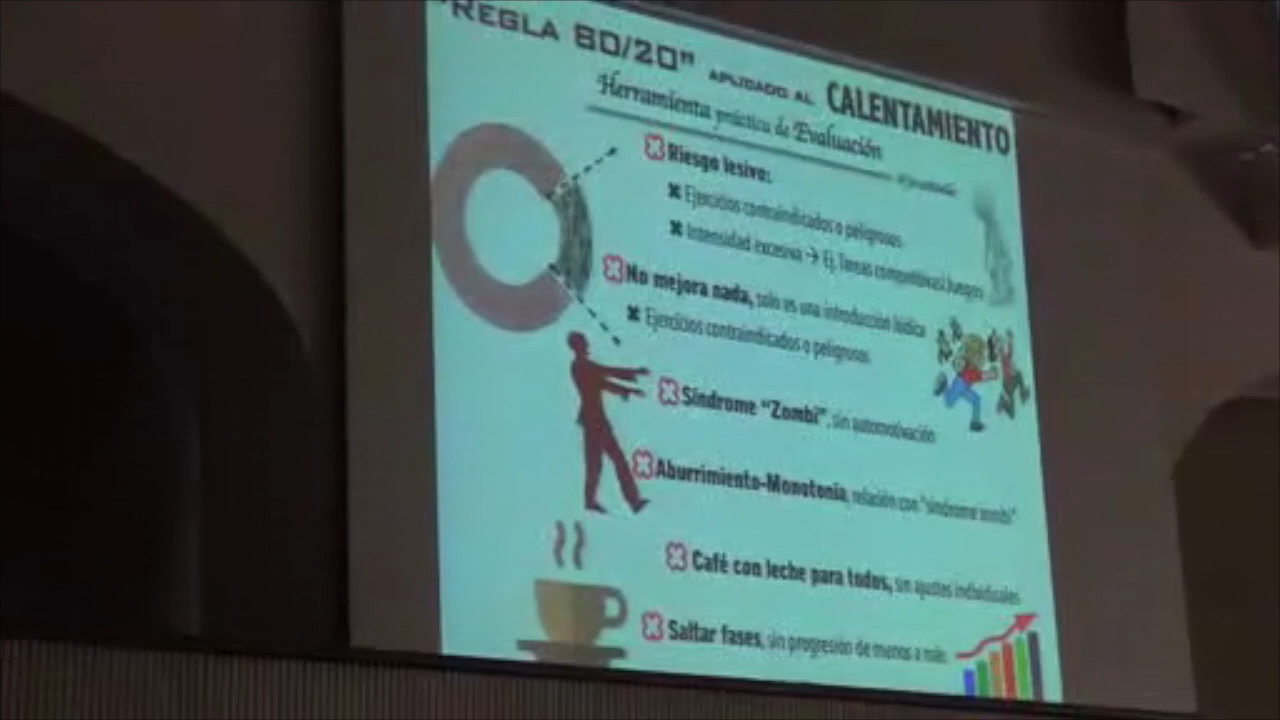 "REGLA 80/20" APLICADO AL CALENTAMIENTO
Herramienta práctica de Evaluación
Riesgo lesivo:
Ejercicios contraindicados o peligrosos
Intensidad excesiva → Ej. Tareas competitivas/ Juegos
No mejora nada, solo es una introducción lúdica
Ejercicios contraindicados o peligrosos.
Síndrome "Zombi", sin automotivación
Aburrimiento-Monotonía, relación con "síndrome zombi"
Café con leche para todos, sin ajustes individuales.
Saltar fases, sin progresión de menos a más.